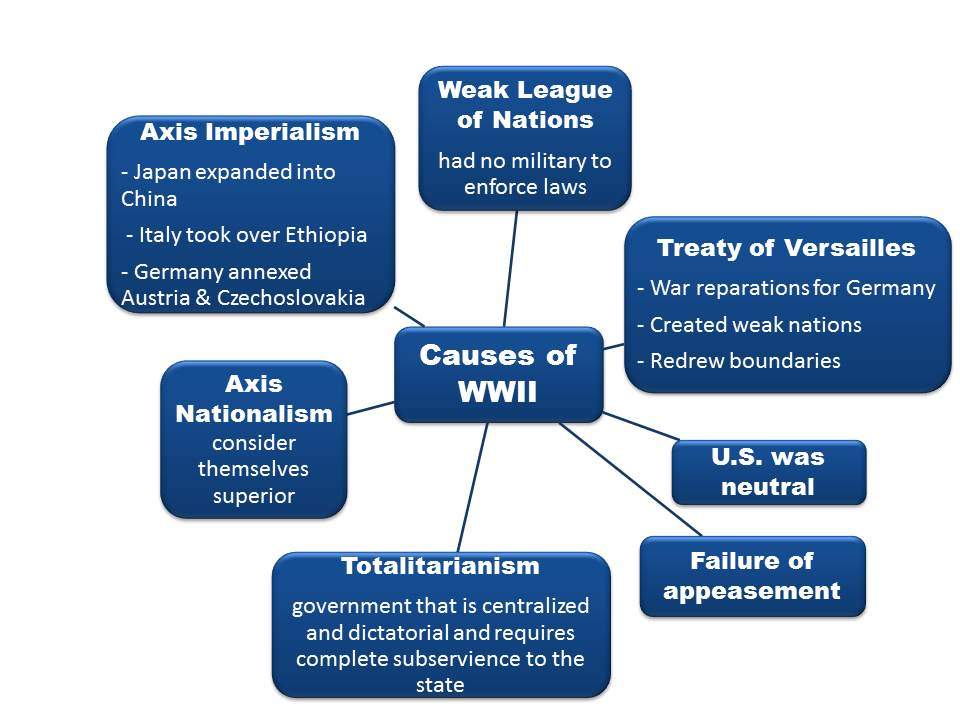 Weak League
of Nations
had no military to
enforce laws
Axis Imperialism
- Japan expanded into
China
- Italy took over Ethiopia
- Germany annexed
Austria & Czechoslovakia
Treaty of Versailles
- War reparations for Germany
- Created weak nations
- Redrew boundaries
Causes of
WWII
Axis
Nationalism
consider
themselves
superior
U.S. was
neutral
Failure of
appeasement
Totalitarianism
government that is centralized
and dictatorial and requires
complete subservience to the
state